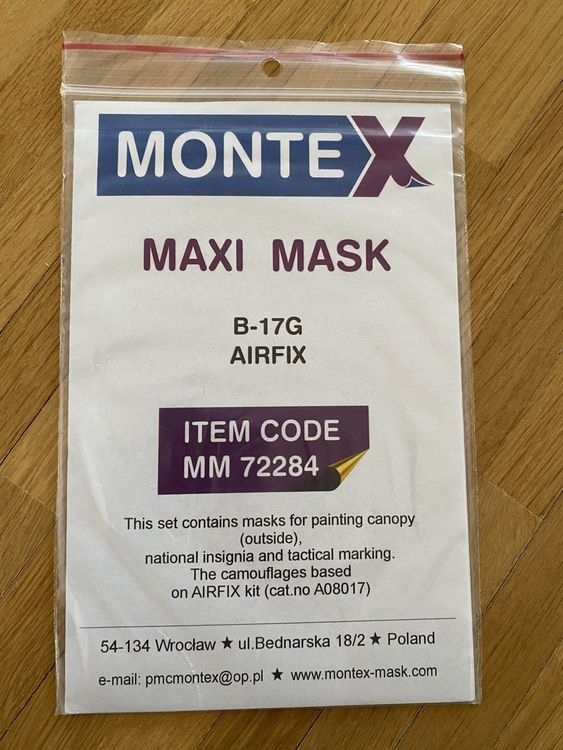 MONTEX
MAXI MASK
B-17G
AIRFIX
ITEM CODE
MM 72284
This set contains masks for painting canopy
(outside),
national insignia and tactical marking.
The camouflages based
on AIRFIX kit (cat.no A08017)
54-134 Wrocław ★ ul.Bednarska 18/2 ★ Poland
e-mail: pmcmontex@op.pl ★ www.montex-mask.com